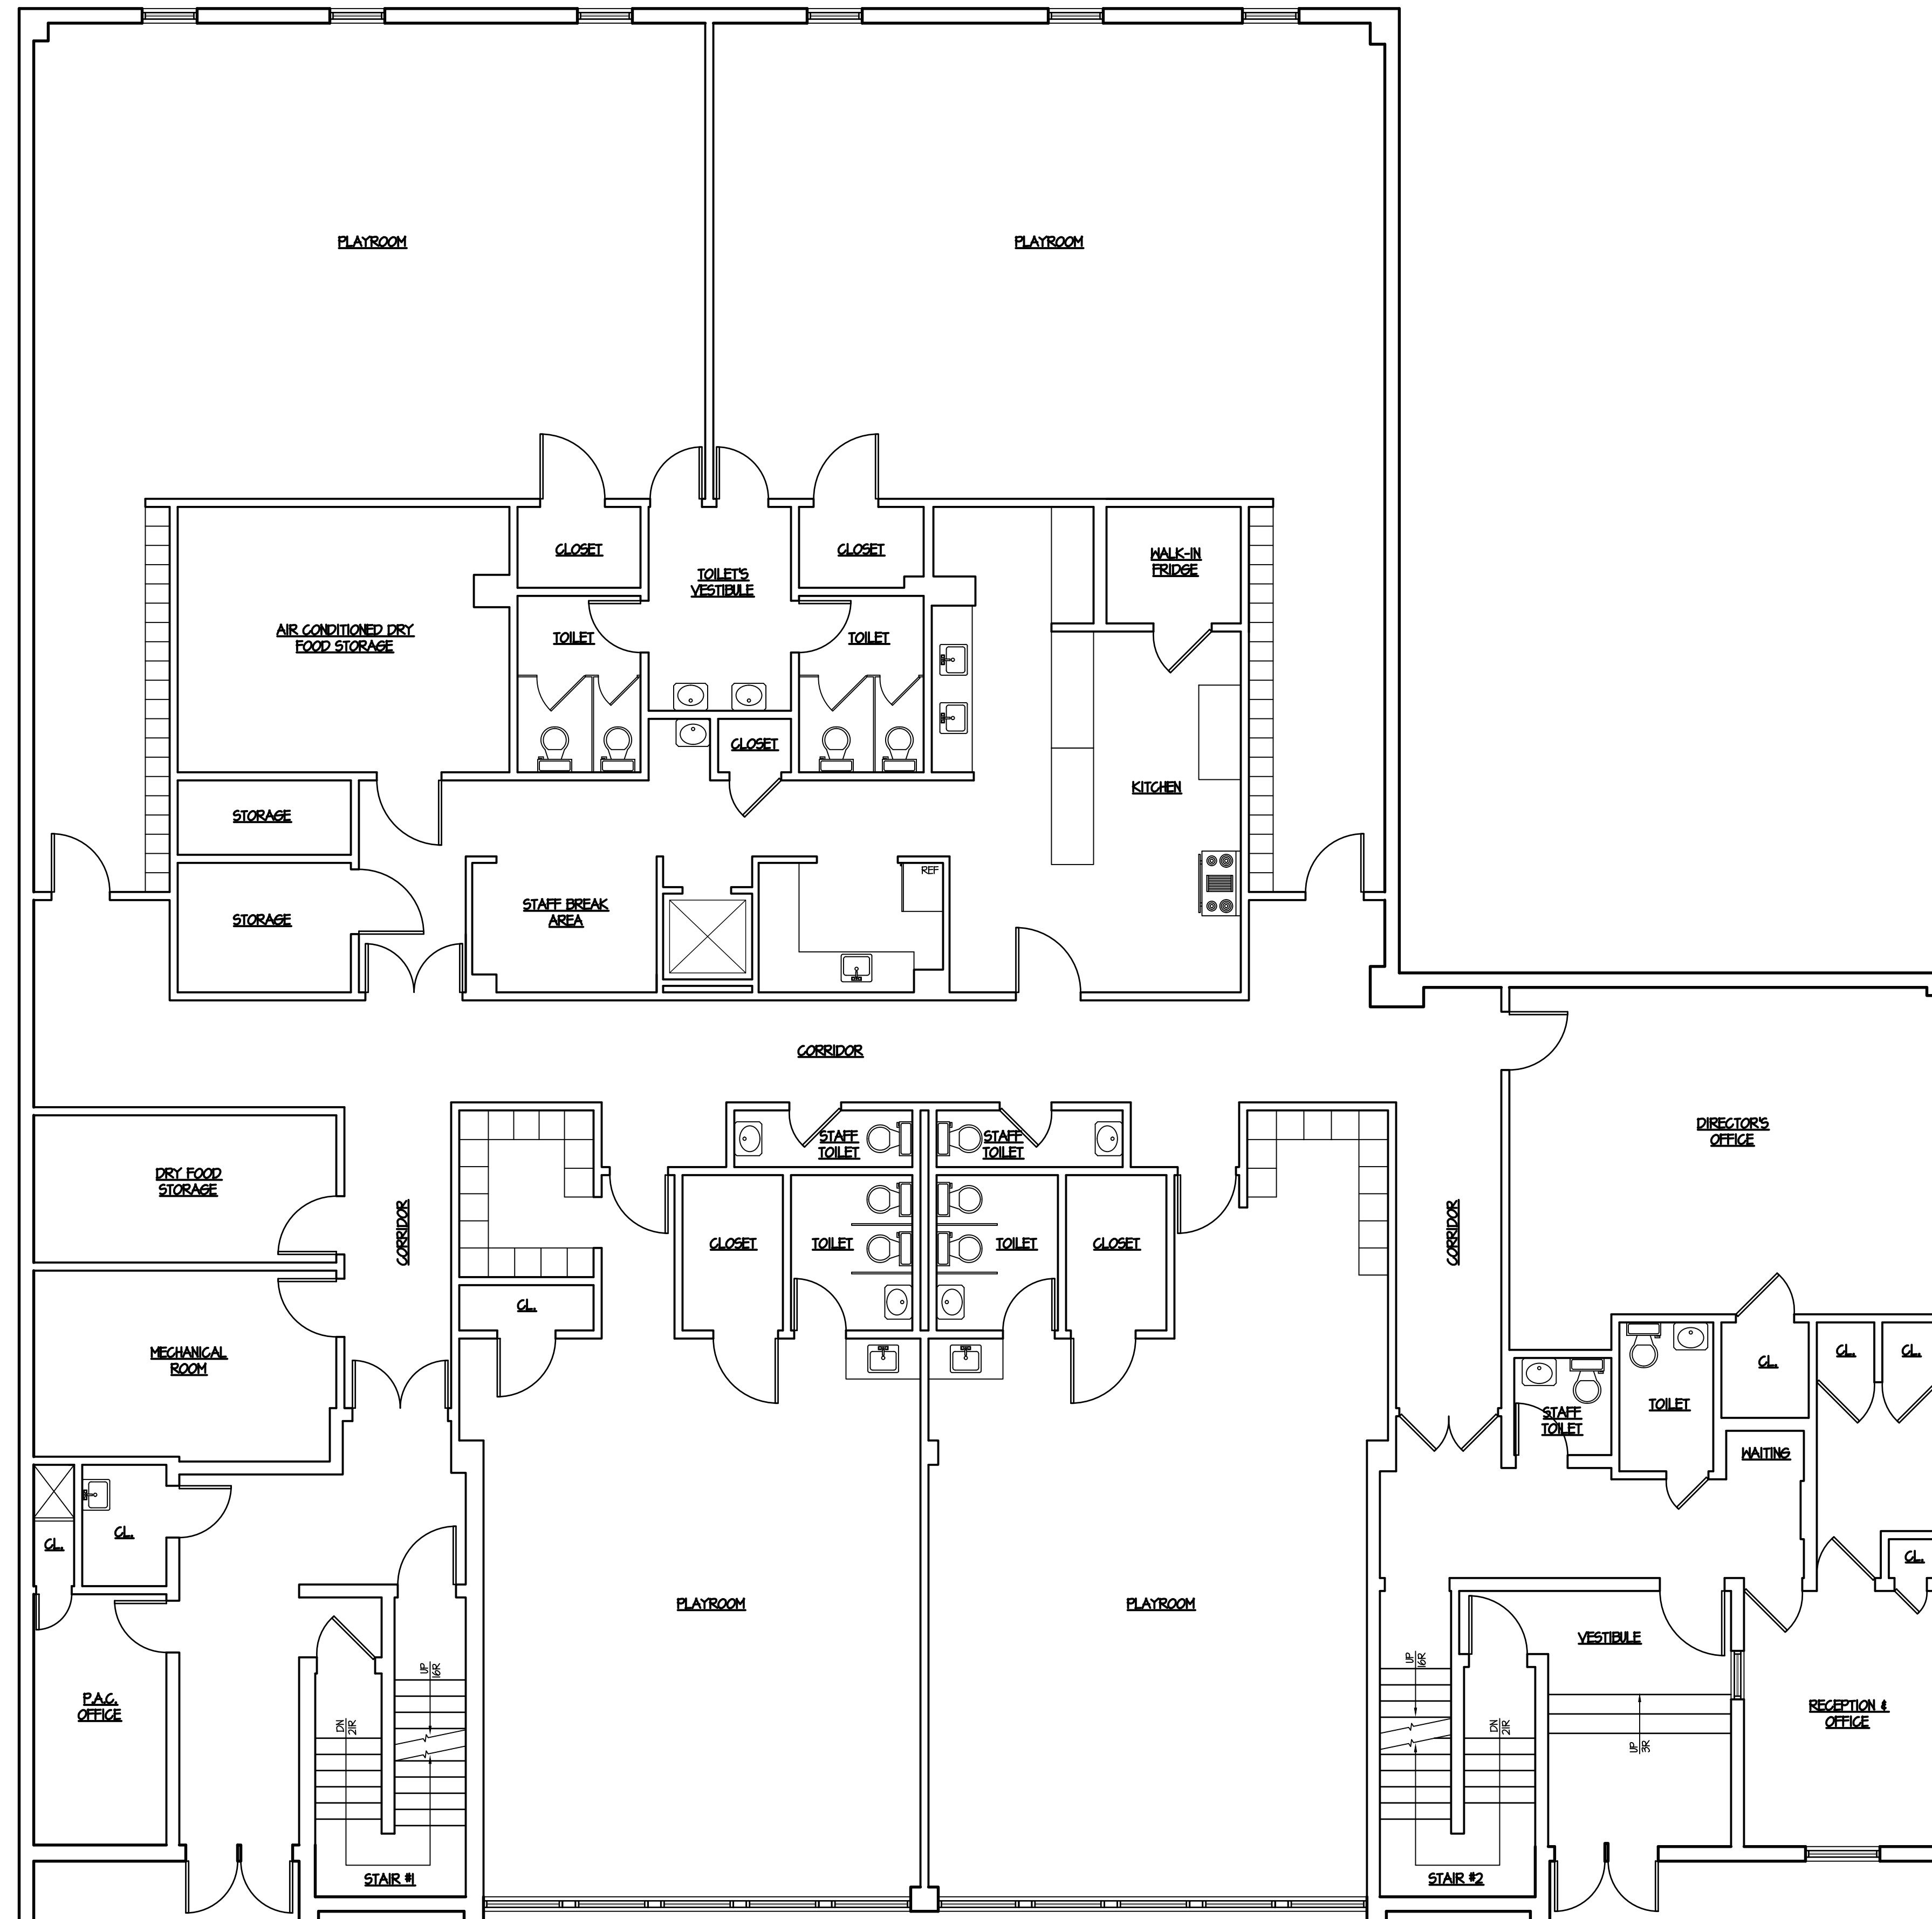 PLAYROOM
PLAYROOM
CLOSET
CLOSET
WALK-IN
FRIDGE
TOILET'S
VESTIBULE
AIR CONDITIONED DRY
FOOD STORAGE
TOILET
TOILET
CLOSET
KITCHEN
STORAGE
REF
STAFF BREAK
AREA
STORAGE
CORRIDOR
DIRECTOR'S
OFFICE
STAFF
TOILET
STAFF
TOILET
DRY FOOD
STORAGE
CORRIDOR
CORRIDOR
CLOSET
TOILET
TOILET
CLOSET
CL.
MECHANICAL
ROOM
CL.
CL.
CL.
TOILET
STAFF
TOILET
WAITING
CL.
CL.
CL.
PLAYROOM
PLAYROOM
VESTIBULE
UP
16R
UP
16R
P.A.C.
OFFICE
RECEPTION &
OFFICE
DN
21R
DN
21R
UP
3R
STAIR #1
STAIR #2